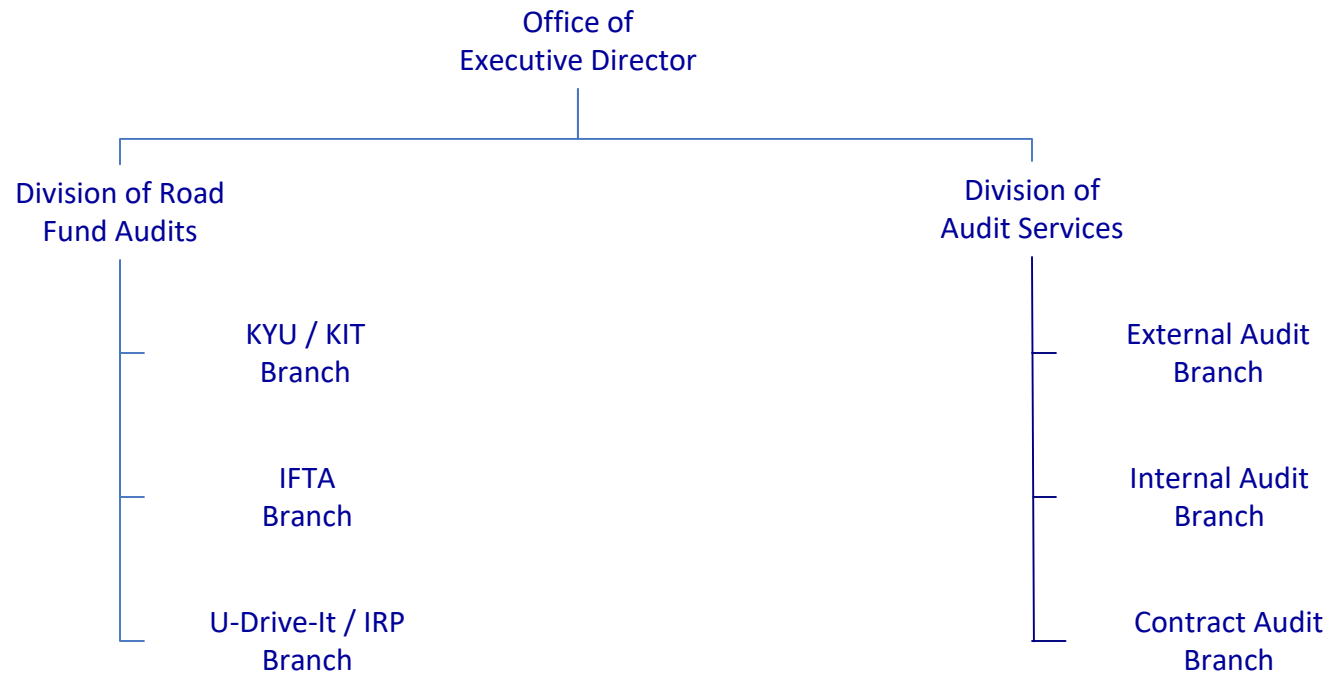 Office of
Executive Director
Division of Road
Fund Audits
Division of
Audit Services
KYU / KIT
Branch
External Audit
Branch
IFTA
Branch
Internal Audit
Branch
U-Drive-It / IRP
Branch
Contract Audit
Branch